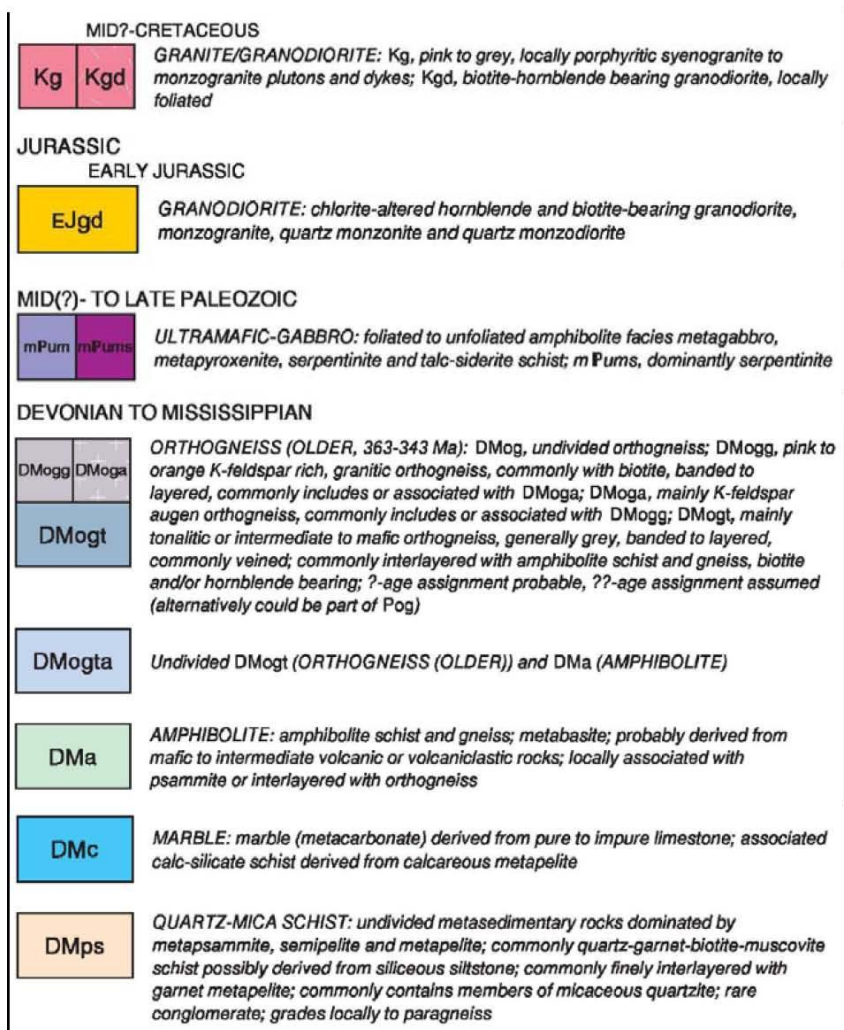 MID?-CRETACEOUS
Kg Kgd
GRANITE/GRANODIORITE: Kg, pink to grey, locally porphyritic syenogranite to
monzogranite plutons and dykes; Kgd, biotite-hornblende bearing granodiorite, locally
foliated
JURASSIC
EARLY JURASSIC
EJgd
GRANODIORITE: chlorite-altered hornblende and biotite-bearing granodiorite,
monzogranite, quartz monzonite and quartz monzodiorite
MID(?)- TO LATE PALEOZOIC
mPum mPums
ULTRAMAFIC-GABBRO: foliated to unfoliated amphibolite facies metagabbro,
metapyroxenite, serpentinite and talc-siderite schist; mPums, dominantly serpentinite
DEVONIAN TO MISSISSIPPIAN
DMogg DMoga
DMogt
ORTHOGNEISS (OLDER, 363-343 Ma): DMog, undivided orthogneiss; DMogg, pink to
orange K-feldspar rich, granitic orthogneiss, commonly with biotite, banded to
layered, commonly includes or associated with DMoga; DMoga, mainly K-feldspar
augen orthogneiss, commonly includes or associated with DMogg; DMogt, mainly
tonalitic or intermediate to mafic orthogneiss, generally grey, banded to layered,
commonly veined; commonly interlayered with amphibolite schist and gneiss, biotite
and/or hornblende bearing; ?-age assignment probable, ??-age assignment assumed
(alternatively could be part of Pog)
DMogta
Undivided DMogt (ORTHOGNEISS (OLDER)) and DMa (AMPHIBOLITE)
DMa
AMPHIBOLITE: amphibolite schist and gneiss; metabasite; probably derived from
mafic to intermediate volcanic or volcaniclastic rocks; locally associated with
psammite or interlayered with orthogneiss
DMc
MARBLE: marble (metacarbonate) derived from pure to impure limestone; associated
calc-silicate schist derived from calcareous metapelite
DMps
QUARTZ-MICA SCHIST: undivided metasedimentary rocks dominated by
metapsammite, semipelite and metapelite; commonly quartz-garnet-biotite-muscovite
schist possibly derived from siliceous siltstone; commonly finely interlayered with
garnet metapelite; commonly contains members of micaceous quartzite; rare
conglomerate; grades locally to paragneiss